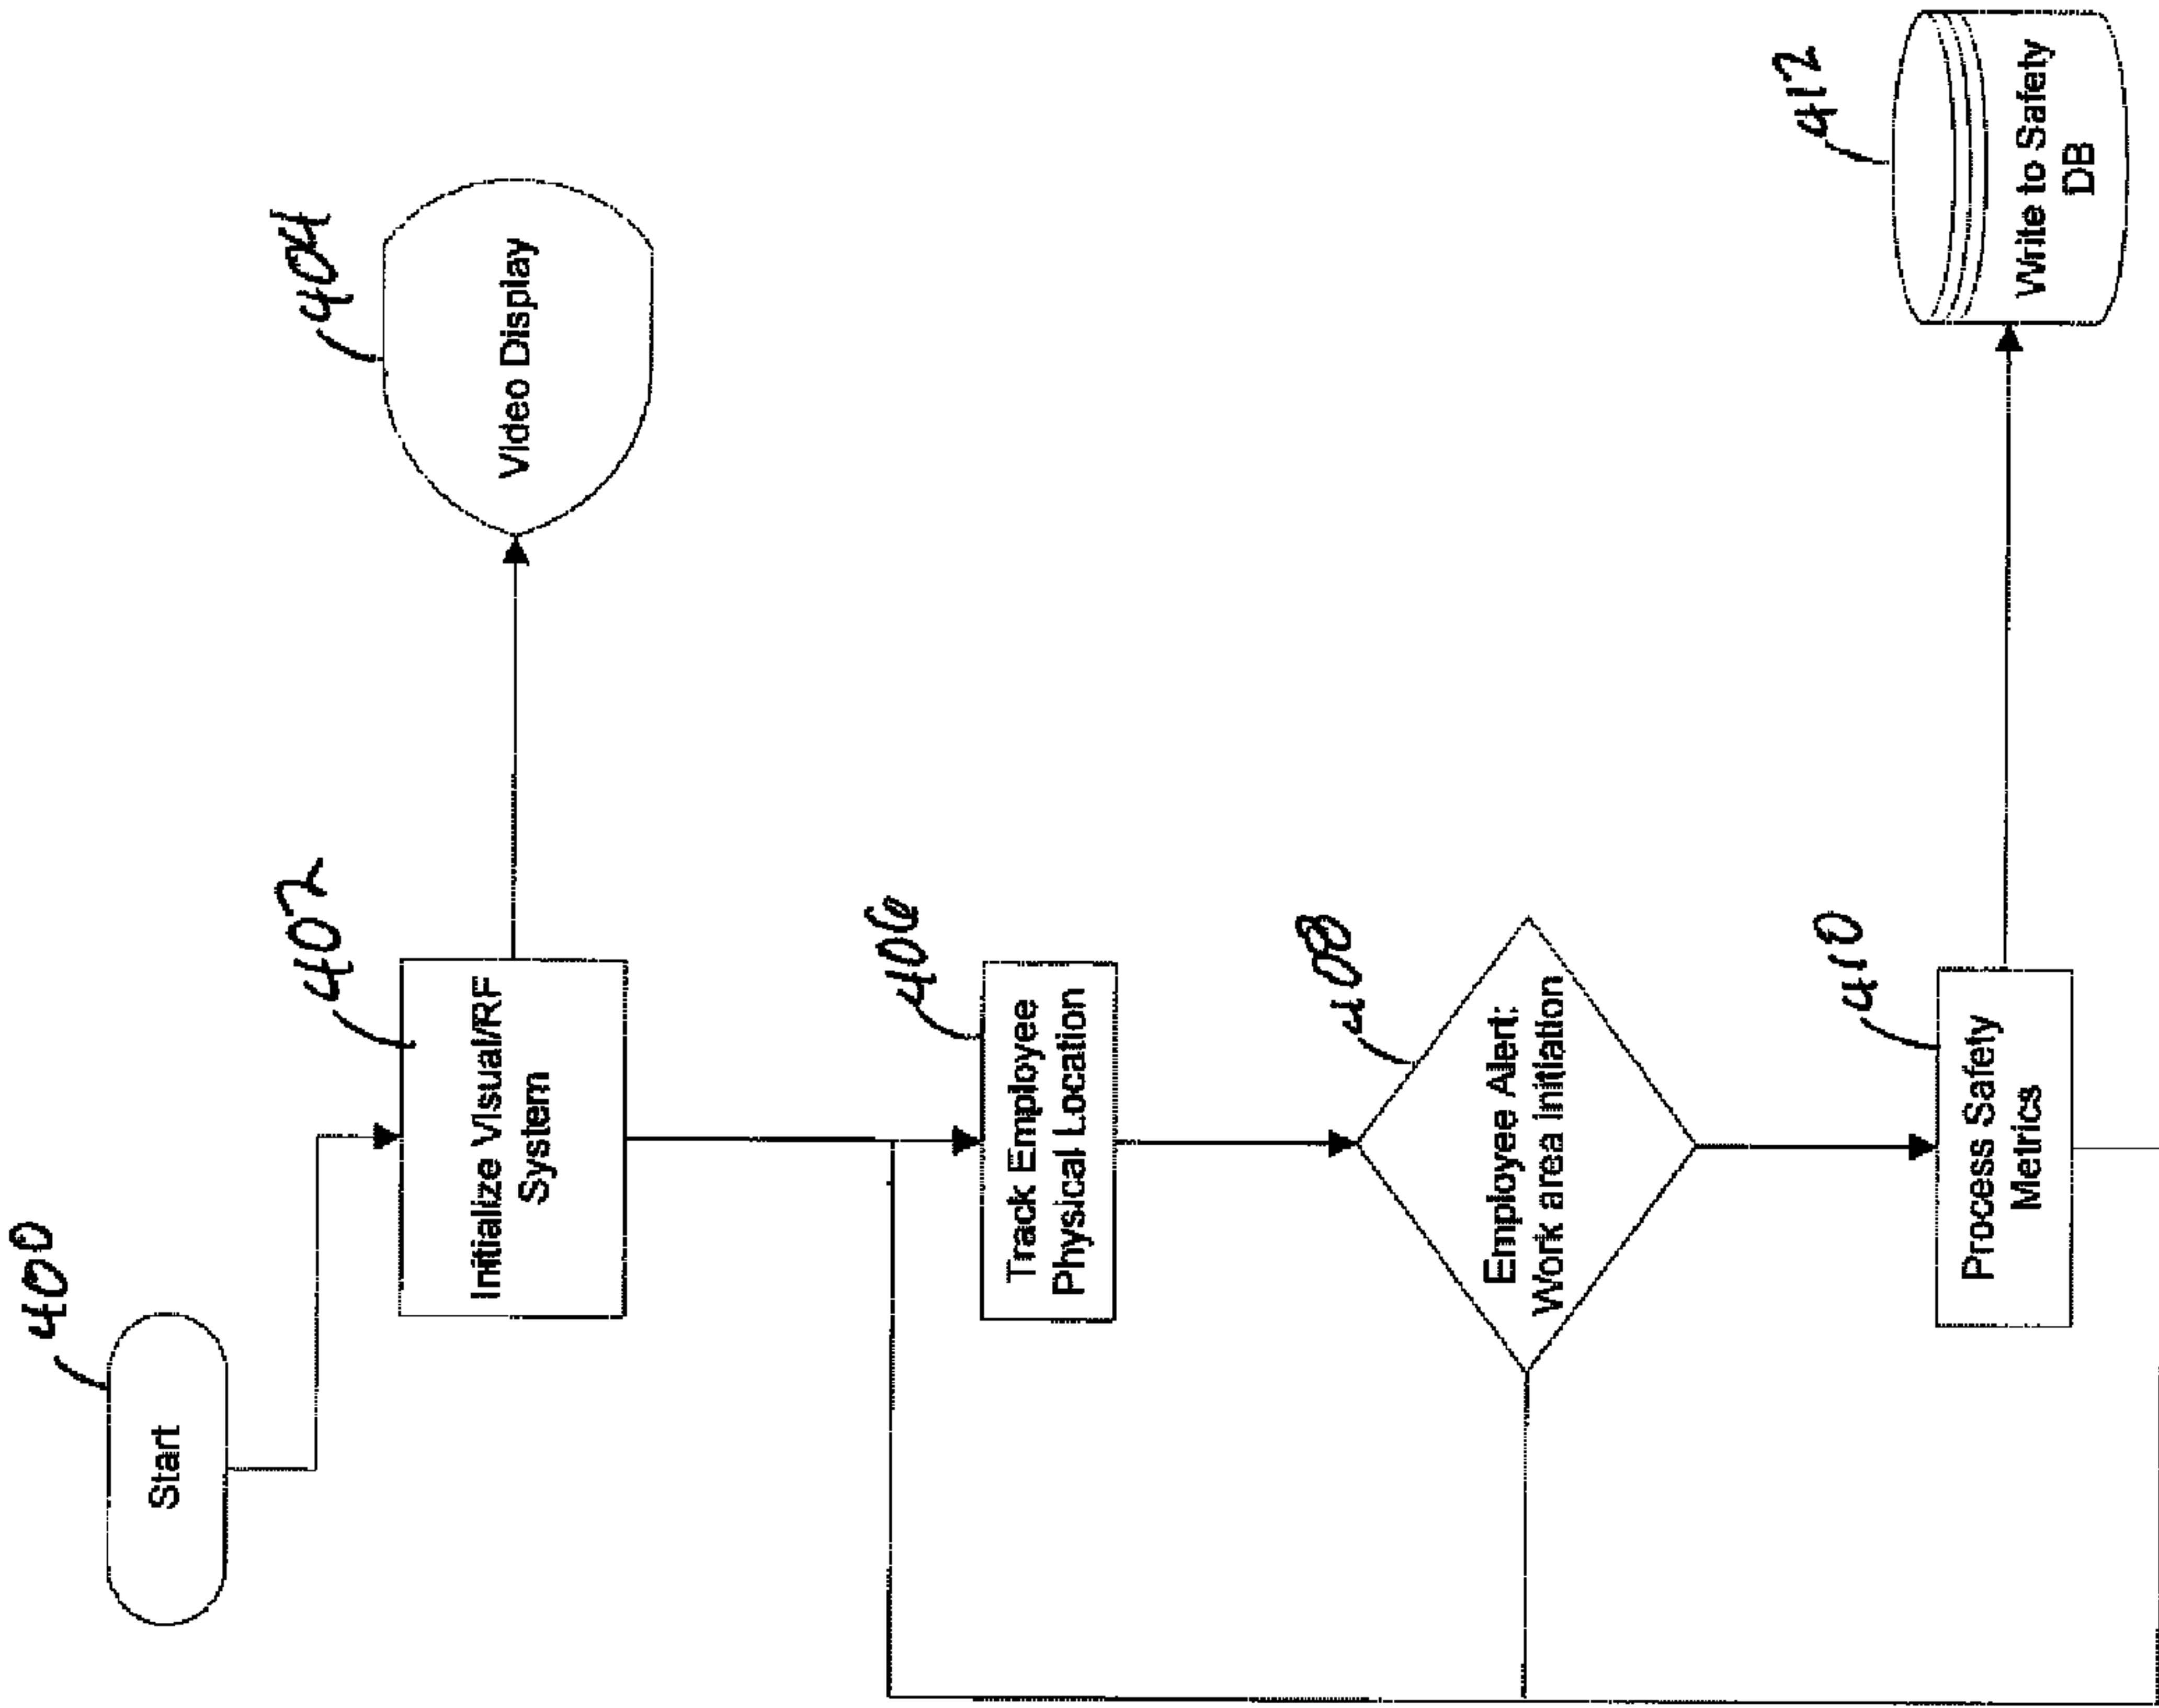 400
Start
402
Initialize Visual/RF
System
404
Video Display
406
Track Employee
Physical Location
408
Employee Alert:
Work area initiation
410
Process Safety
Metrics
412
Write to Safety
DB